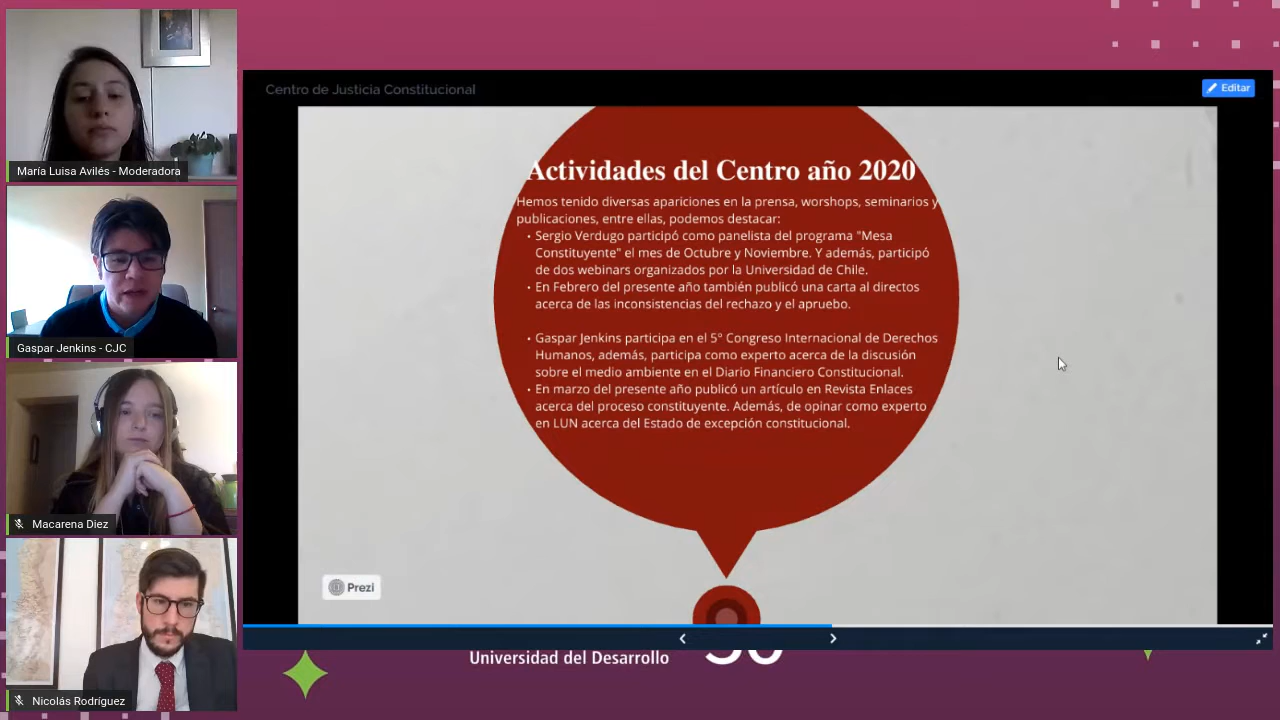 María Luisa Avilés - Moderadora
Gaspar Jenkins - CJC
Macarena Diez
Nicolás Rodríguez
Centro de Justicia Constitucional
Editar
Actividades del Centro año 2020
Hemos tenido diversas apariciones en la prensa, worshops, seminarios y
publicaciones, entre ellas, podemos destacar:
• Sergio Verdugo participó como panelista del programa "Mesa
Constituyente" el mes de Octubre y Noviembre. Y además, participó
de dos webinars organizados por la Universidad de Chile.
• En Febrero del presente año también publicó una carta al directos
acerca de las inconsistencias del rechazo y el apruebo.
• Gaspar Jenkins participa en el 5° Congreso Internacional de Derechos
Humanos, además, participa como experto acerca de la discusión
sobre el medio ambiente en el Diario Financiero Constitucional.
• En marzo del presente año publicó un artículo en Revista Enlaces
acerca del proceso constituyente. Además, de opinar como experto
en LUN acerca del Estado de excepción constitucional.
Prezi
Universidad del Desarrollo